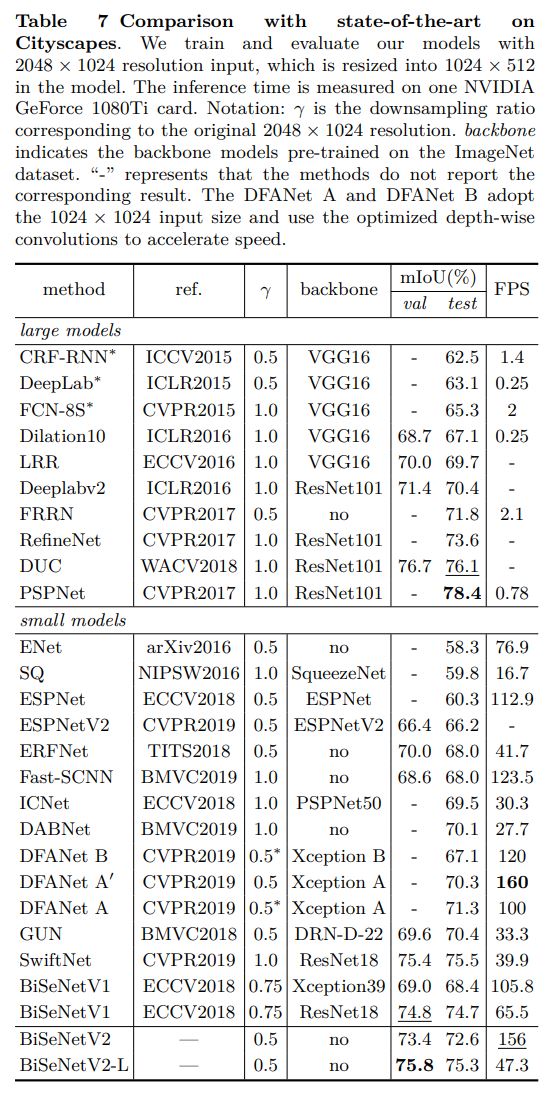 Table 7 Comparison with state-of-the-art on
Cityscapes. We train and evaluate our models with
2048 × 1024 resolution input, which is resized into 1024 × 512
in the model. The inference time is measured on one NVIDIA
GeForce 1080Ti card. Notation: γ is the downsampling ratio
corresponding to the original 2048 × 1024 resolution. backbone
indicates the backbone models pre-trained on the ImageNet
dataset. “-” represents that the methods do not report the
corresponding result. The DFANet A and DFANet B adopt
the 1024 × 1024 input size and use the optimized depth-wise
convolutions to accelerate speed.
method ref. γ backbone mIoU(%) FPS
val test
large models
CRF-RNN* ICCV2015 0.5 VGG16 - 62.5 1.4
DeepLab* ICLR2015 0.5 VGG16 - 63.1 0.25
FCN-8S* CVPR2015 1.0 VGG16 - 65.3 2
Dilation10 ICLR2016 1.0 VGG16 68.7 67.1 0.25
LRR ECCV2016 1.0 VGG16 70.0 69.7 -
Deeplabv2 ICLR2016 1.0 ResNet101 71.4 70.4 -
FRRN CVPR2017 0.5 no - 71.8 2.1
RefineNet CVPR2017 1.0 ResNet101 - 73.6 -
DUC WACV2018 1.0 ResNet101 76.7 76.1 -
PSPNet CVPR2017 1.0 ResNet101 - 78.4 0.78
small models
ENet arXiv2016 0.5 no - 58.3 76.9
SQ NIPSW2016 1.0 SqueezeNet - 59.8 16.7
ESPNet ECCV2018 0.5 ESPNet - 60.3 112.9
ESPNetV2 CVPR2019 0.5 ESPNetV2 66.4 66.2 -
ERFNet TITS2018 0.5 no 70.0 68.0 41.7
Fast-SCNN BMVC2019 1.0 no 68.6 68.0 123.5
ICNet ECCV2018 1.0 PSPNet50 - 69.5 30.3
DABNet BMVC2019 1.0 no - 70.1 27.7
DFANet B CVPR2019 0.5* Xception B - 67.1 120
DFANet A′ CVPR2019 0.5 Xception A - 70.3 160
DFANet A CVPR2019 0.5* Xception A - 71.3 100
GUN BMVC2018 0.5 DRN-D-22 69.6 70.4 33.3
SwiftNet CVPR2019 1.0 ResNet18 75.4 75.5 39.9
BiSeNetV1 ECCV2018 0.75 Xception39 69.0 68.4 105.8
BiSeNetV1 ECCV2018 0.75 ResNet18 74.8 74.7 65.5
BiSeNetV2 — 0.5 no 73.4 72.6 156
BiSeNetV2-L — 0.5 no 75.8 75.3 47.3